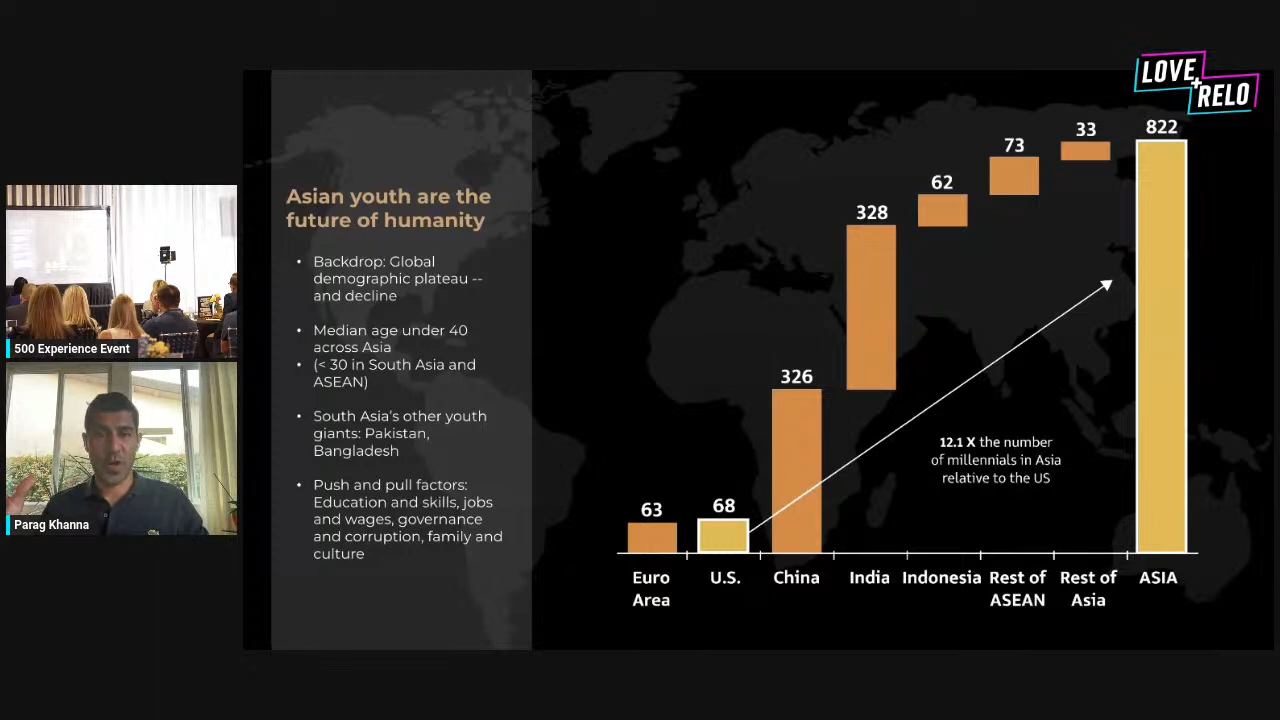 LOVE
+
RELO
Asian youth are the
future of humanity
• Backdrop: Global
demographic plateau --
and decline
• Median age under 40
across Asia
• (< 30 in South Asia and
ASEAN)
• South Asia's other youth
giants: Pakistan,
Bangladesh
• Push and pull factors:
Education and skills, jobs
and wages, governance
and corruption, family and
culture
63
68
326
328
62
73
33
822
12.1 X the number
of millennials in Asia
relative to the US
Euro
Area
U.S.
China
India
Indonesia
Rest of
ASEAN
Rest of
Asia
ASIA
500 Experience Event
Parag Khanna